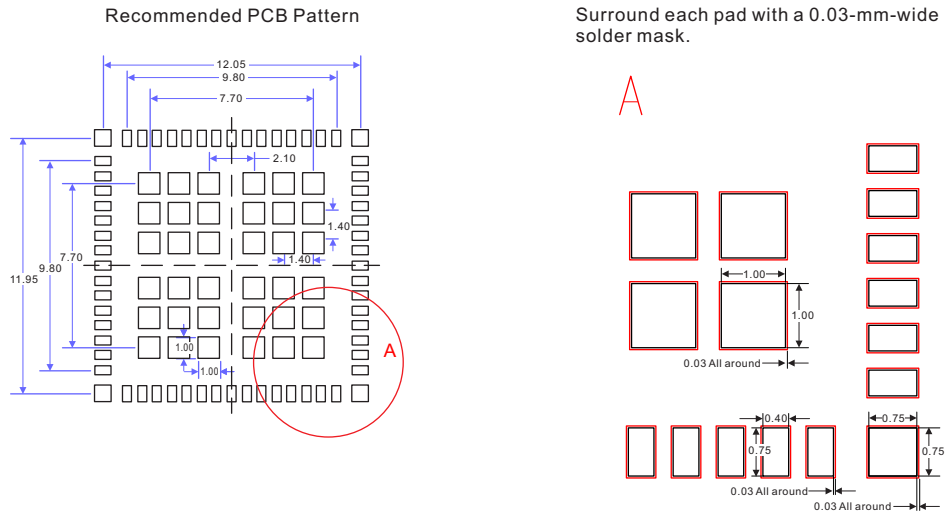 Recommended PCB Pattern
Surround each pad with a 0.03-mm-wide
solder mask.
12.05
9.80
7.70
2.10
1.40
1.40
7.70
9.80
11.95
1.00
1.00
A
A
1.00
1.00
0.03 All around
0.40
0.75
0.75
0.75
0.03 All around
0.03 All around